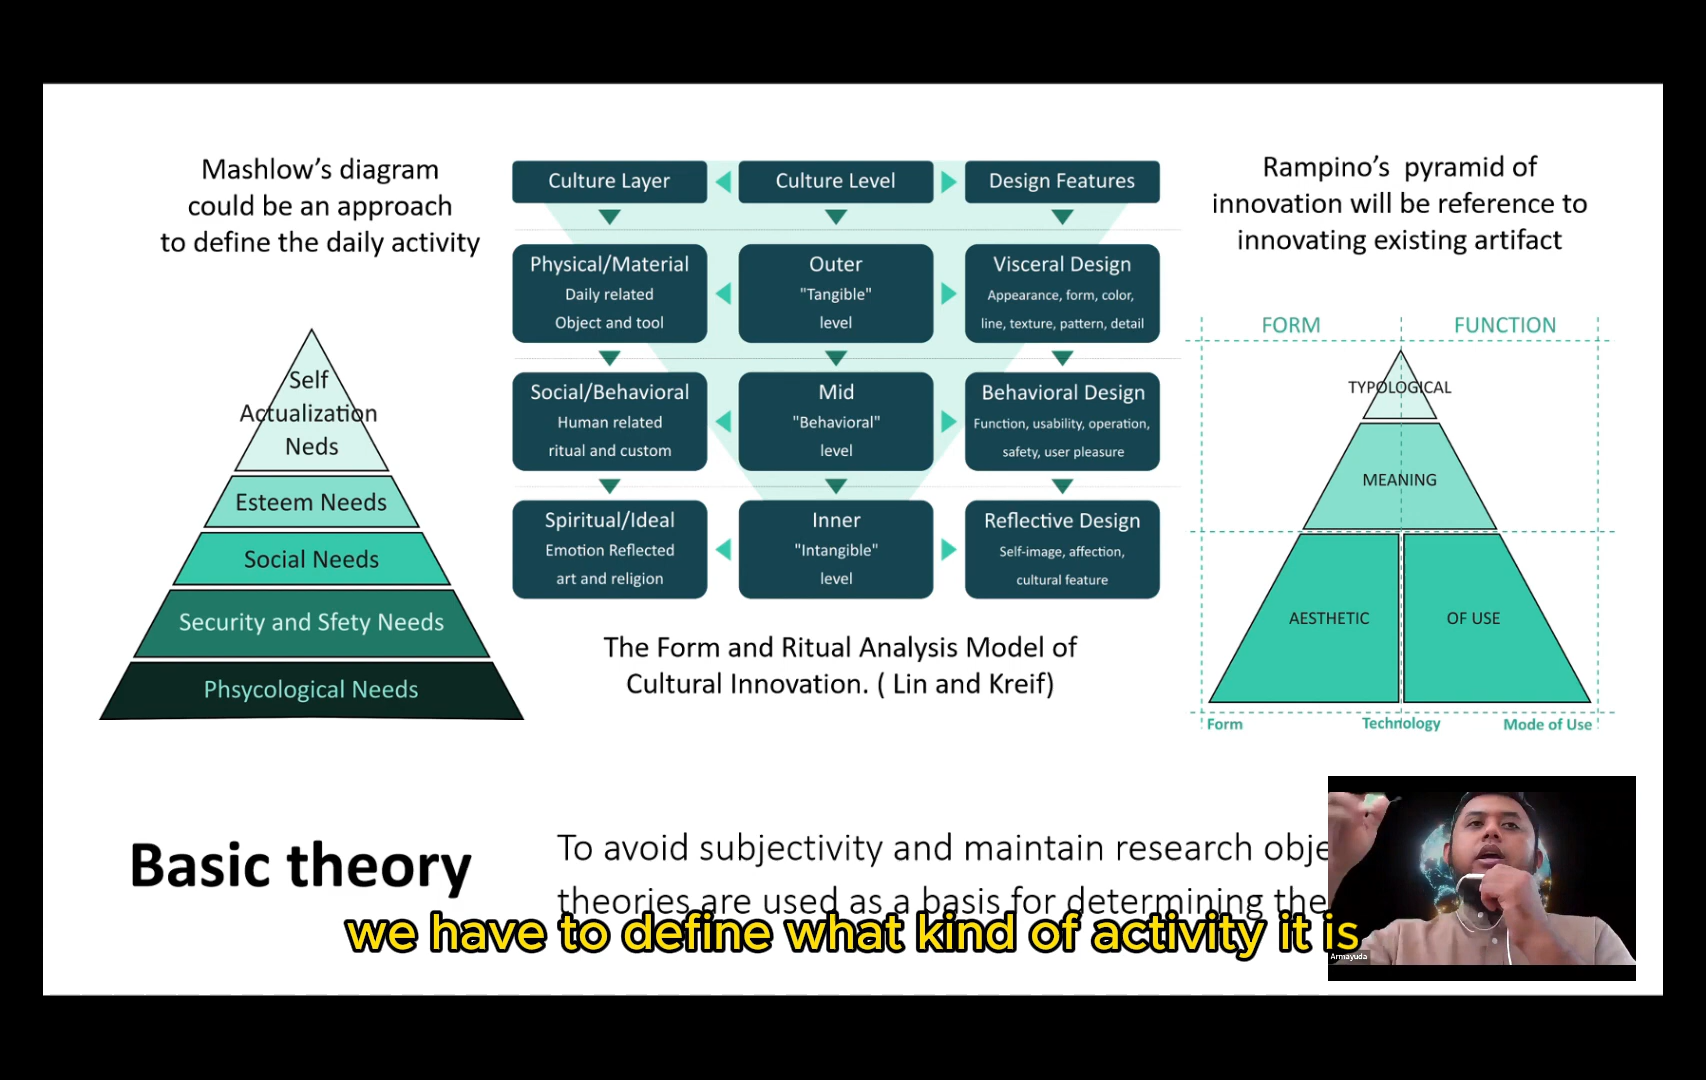 Mashlow’s diagram
could be an approach
to define the daily activity
Self
Actualization
Neds
Esteem Needs
Social Needs
Security and Sfety Needs
Phsycological Needs
Culture Layer
Culture Level
Design Features
Physical/Material
Daily related
Object and tool
Outer
"Tangible"
level
Visceral Design
Appearance, form, color,
line, texture, pattern, detail
Social/Behavioral
Human related
ritual and custom
Mid
"Behavioral"
level
Behavioral Design
Function, usability, operation,
safety, user pleasure
Spiritual/Ideal
Emotion Reflected
art and religion
Inner
"Intangible"
level
Reflective Design
Self-image, affection,
cultural feature
The Form and Ritual Analysis Model of
Cultural Innovation. ( Lin and Kreif)
Rampino’s pyramid of
innovation will be reference to
innovating existing artifact
FORM
FUNCTION
TYPOLOGICAL
MEANING
AESTHETIC
OF USE
Form
Technology
Mode of Use
Basic theory
To avoid subjectivity and maintain research obje
theories are used as a basis for determining the
we have to define what kind of activity it is
Armayuda